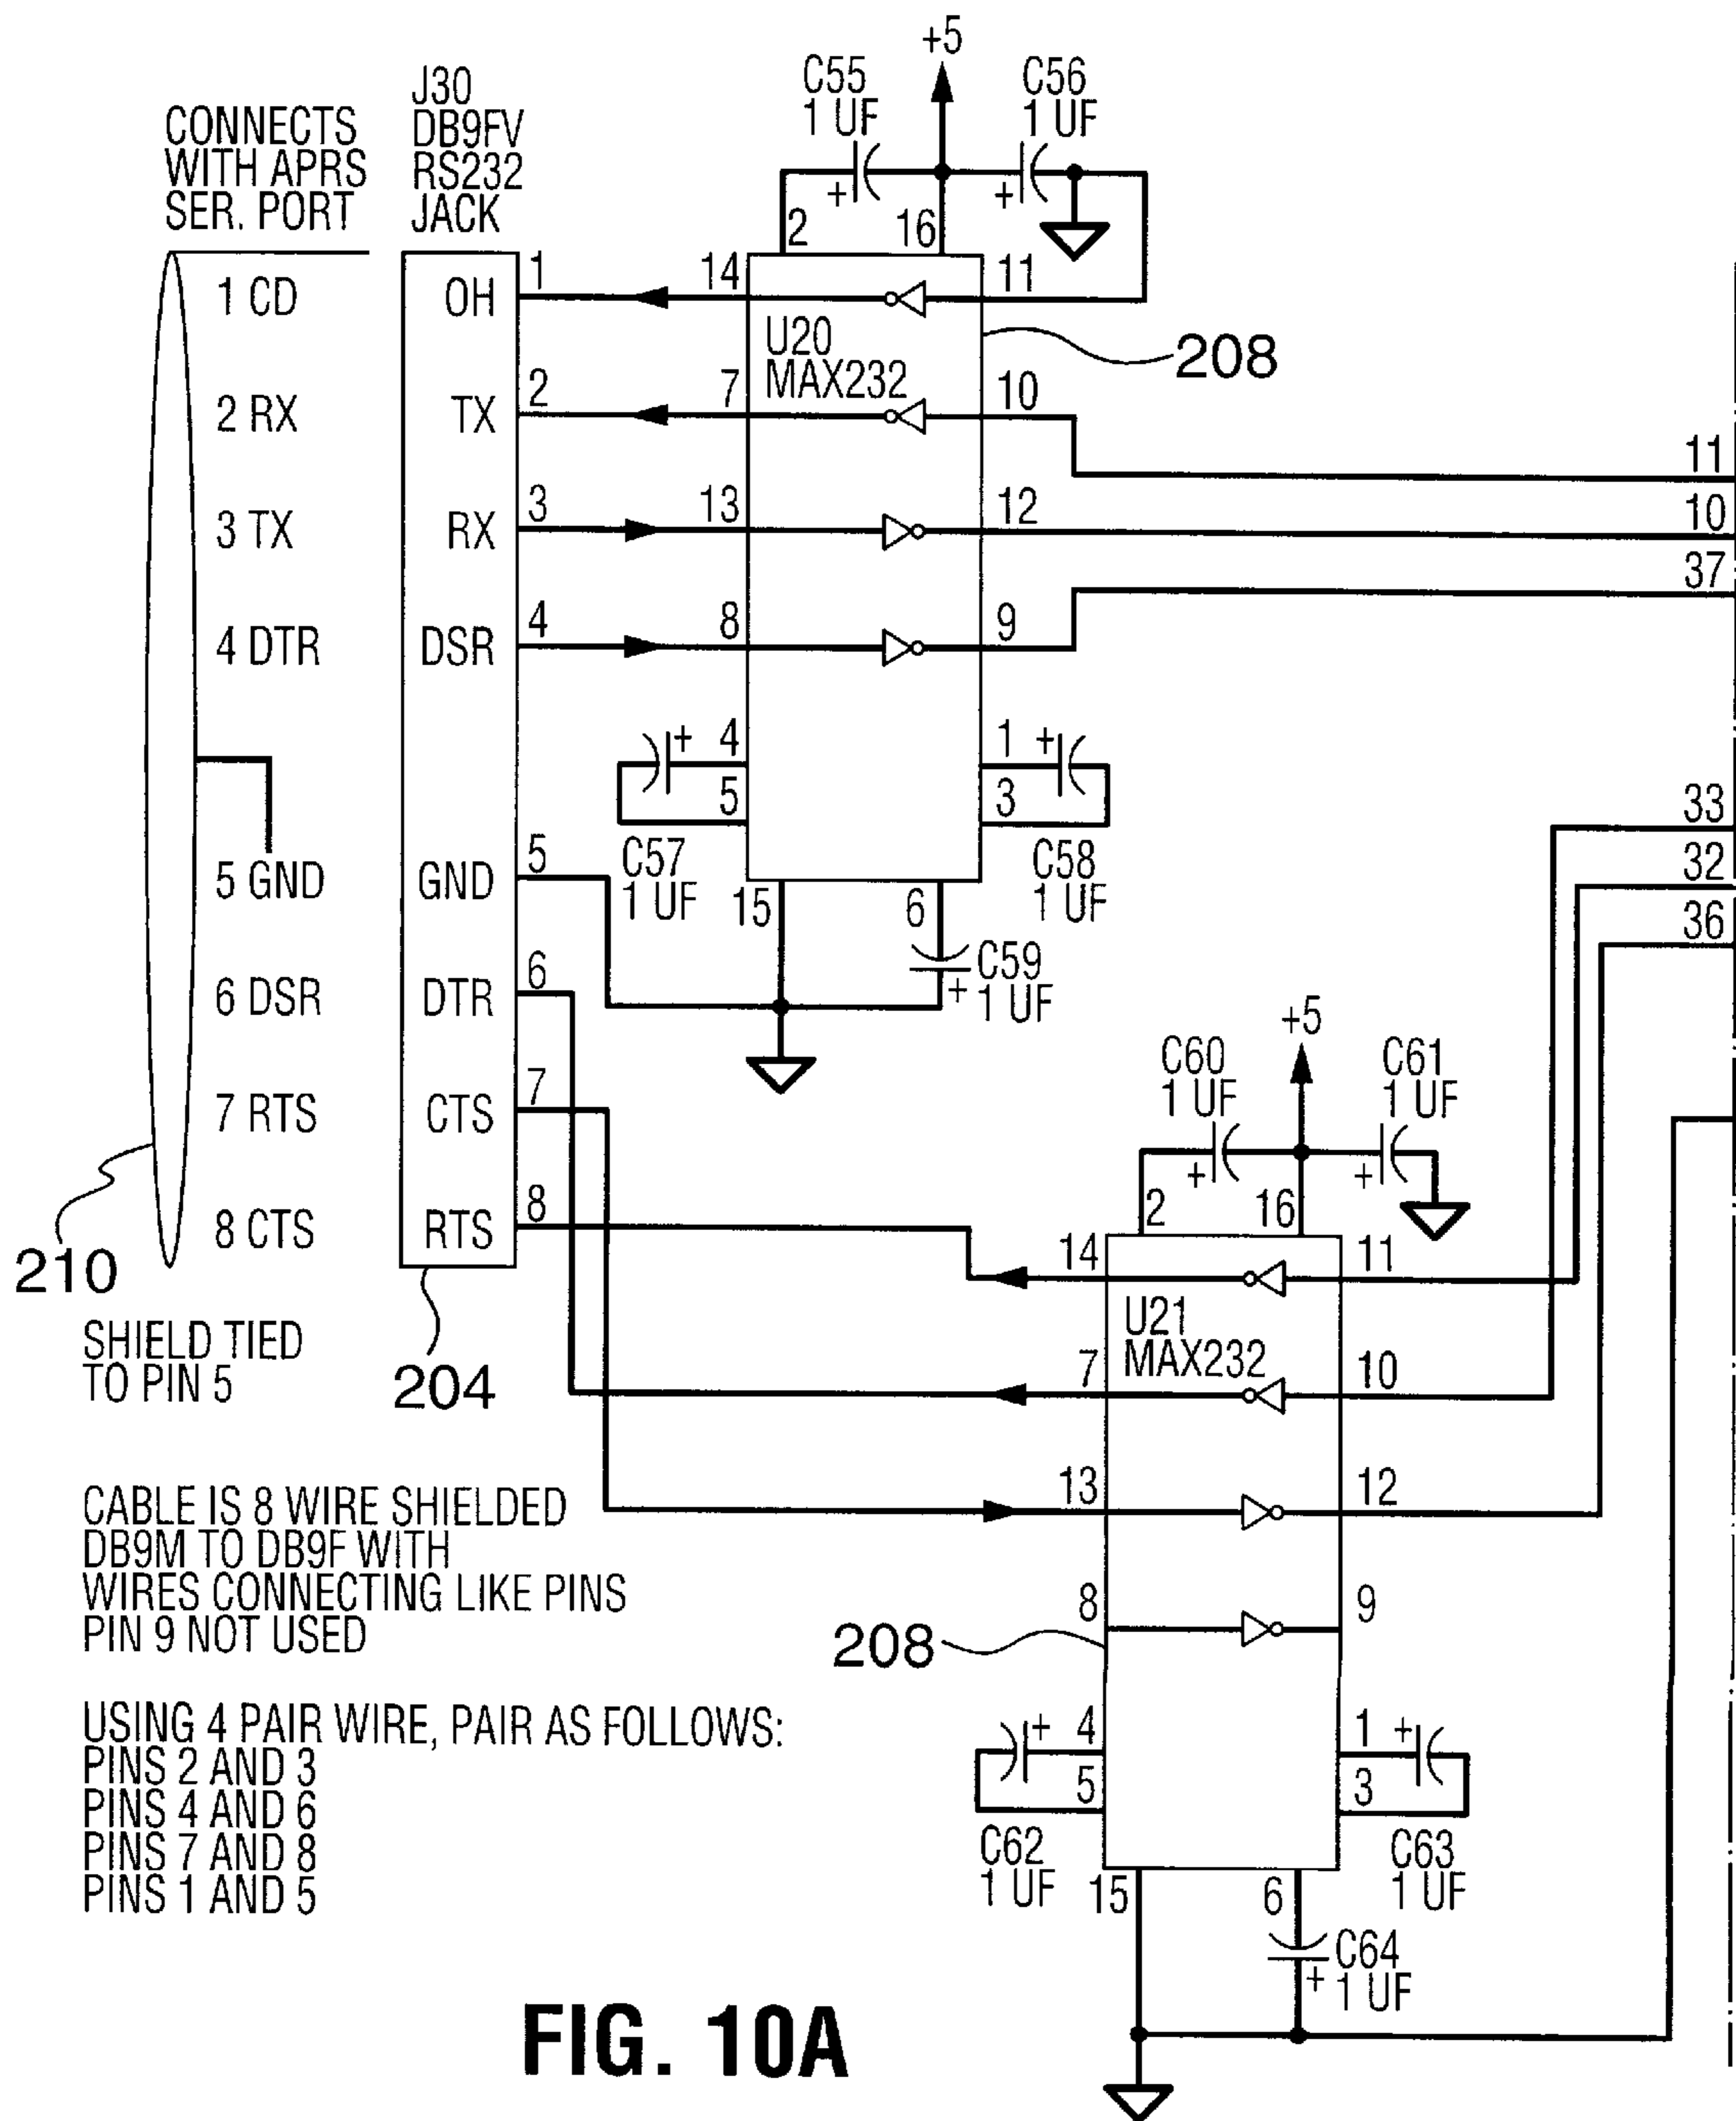 CONNECTS
WITH APRS
SER. PORT
J30
DB9FV
RS232
JACK
C55
1 UF
+5
C56
1 UF
+
+
2
16
1 CD
OH
1
14
11
U20
MAX232
208
2 RX
TX
2
7
10
11
3 TX
RX
3
13
12
10
37
4 DTR
DSR
4
8
9
+
4
1
+
5
3
C57
1 UF
C58
1 UF
33
5 GND
GND
5
15
6
32
36
C59
1 UF
+
6 DSR
DTR
6
+5
C60
1 UF
C61
1 UF
7 RTS
CTS
7
+
+
2
16
8 CTS
RTS
8
210
14
11
U21
MAX232
SHIELD TIED
TO PIN 5
204
7
10
CABLE IS 8 WIRE SHIELDED
DB9M TO DB9F WITH
WIRES CONNECTING LIKE PINS
PIN 9 NOT USED
13
12
8
9
208
USING 4 PAIR WIRE, PAIR AS FOLLOWS:
PINS 2 AND 3
PINS 4 AND 6
PINS 7 AND 8
PINS 1 AND 5
+
4
1
+
5
3
C62
1 UF
C63
1 UF
15
6
C64
1 UF
+
FIG. 10A